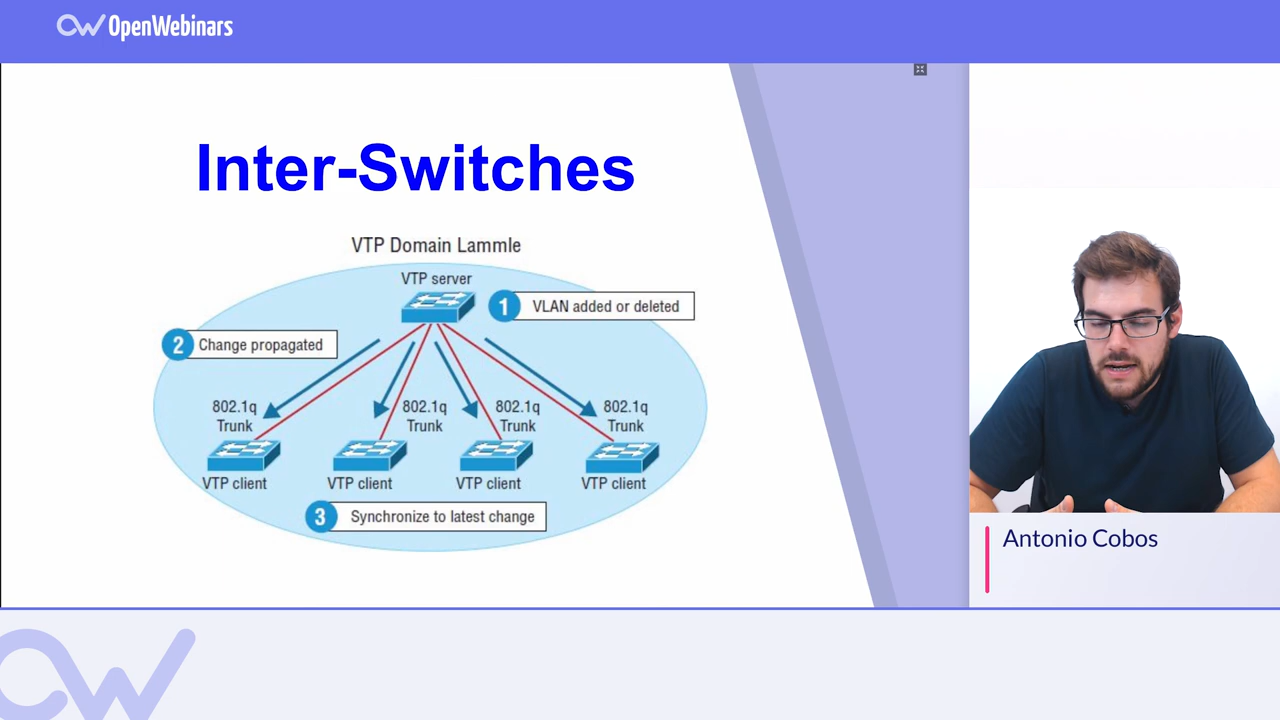 OpenWebinars
Inter-Switches
VTP Domain Lammle
VTP server
1 VLAN added or deleted
2 Change propagated
802.1q
Trunk
802.1q
Trunk
802.1q
Trunk
802.1q
Trunk
VTP client
VTP client
VTP client
VTP client
3 Synchronize to latest change
Antonio Cobos